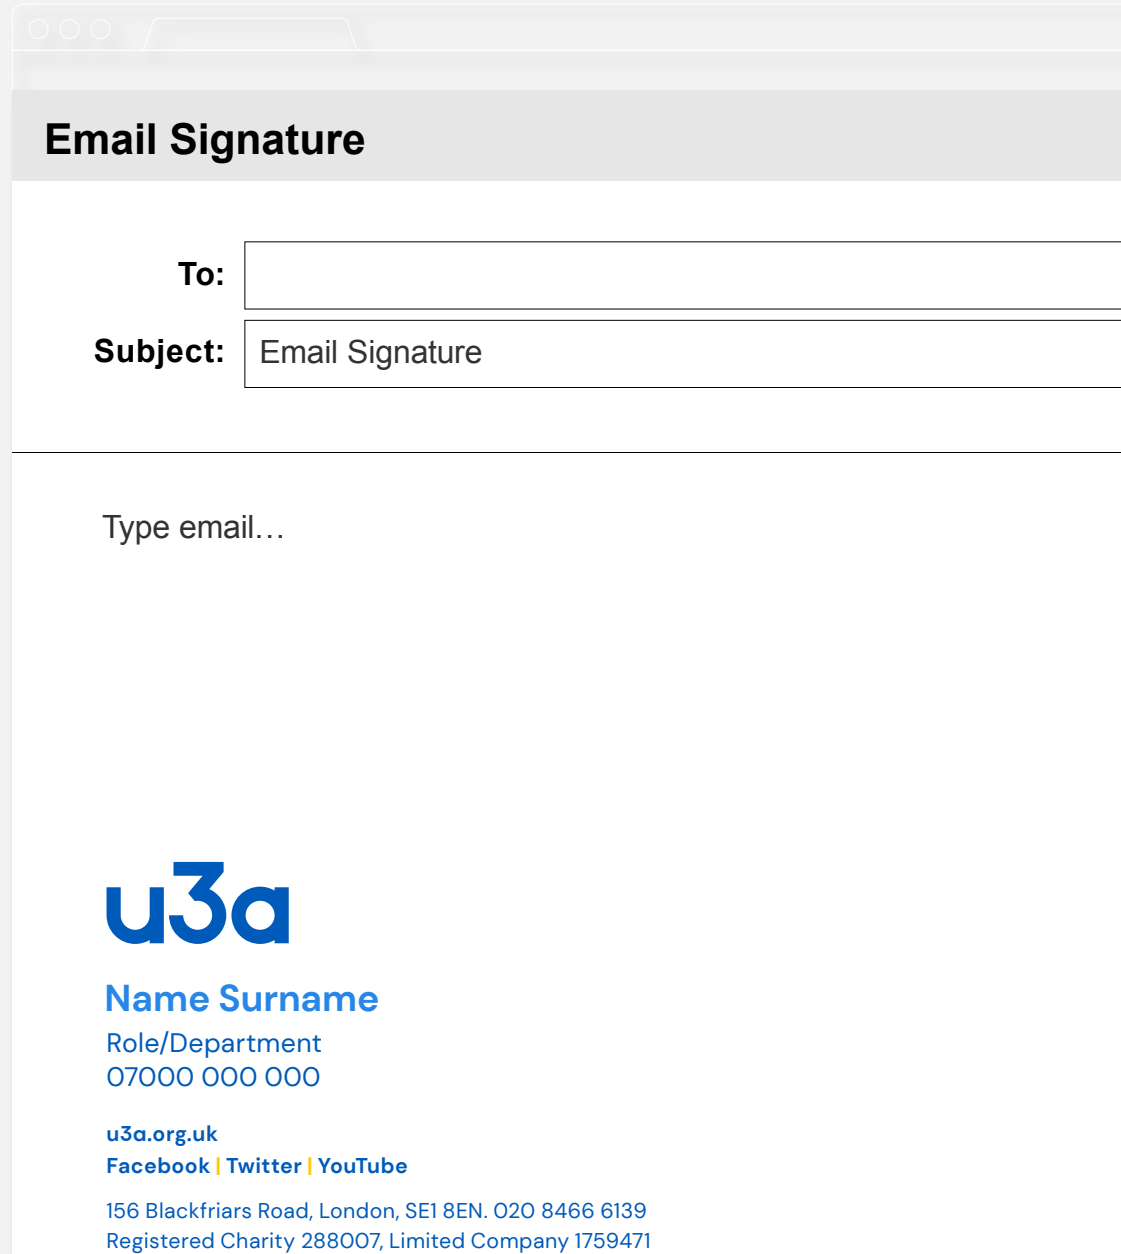 Email Signature
To:
Subject: Email Signature
Type email…
u3a
Name Surname
Role/Department
07000 000 000
u3a.org.uk
Facebook | Twitter | YouTube
156 Blackfriars Road, London, SE1 8EN. 020 8466 6139
Registered Charity 288007, Limited Company 1759471